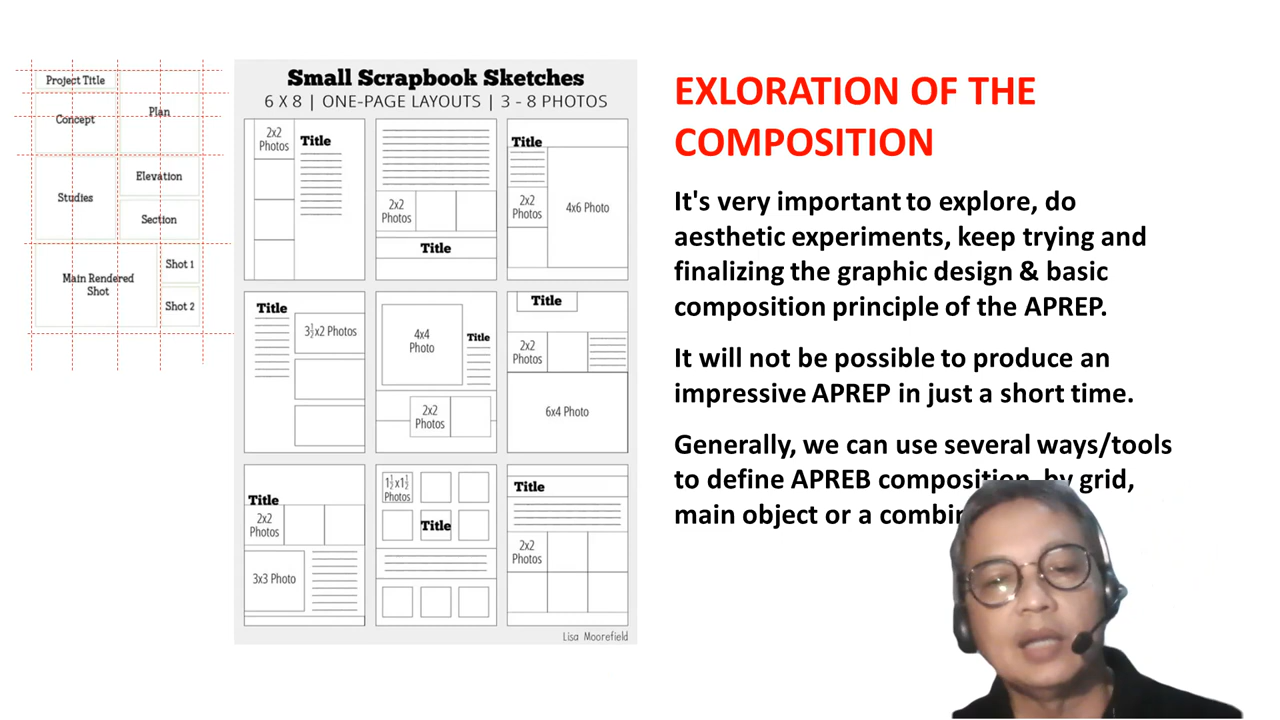 Project Title
Concept
Plan
Studies
Elevation
Section
Main Rendered
Shot
Shot 1
Shot 2
Small Scrapbook Sketches
6 X 8 | ONE-PAGE LAYOUTS | 3 - 8 PHOTOS
2x2
Photos
Title
2x2
Photos
Title
Title
2x2
Photos
4x6 Photo
Title
3½x2 Photos
4x4
Photo
Title
2x2
Photos
Title
2x2
Photos
6x4 Photo
Title
2x2
Photos
3x3 Photo
1½x1½
Photos
Title
Title
2x2
Photos
Lisa Moorefield
EXLORATION OF THE
COMPOSITION
It's very important to explore, do
aesthetic experiments, keep trying and
finalizing the graphic design & basic
composition principle of the APREP.
It will not be possible to produce an
impressive APREP in just a short time.
Generally, we can use several ways/tools
to define APREB composition, by grid,
main object or a